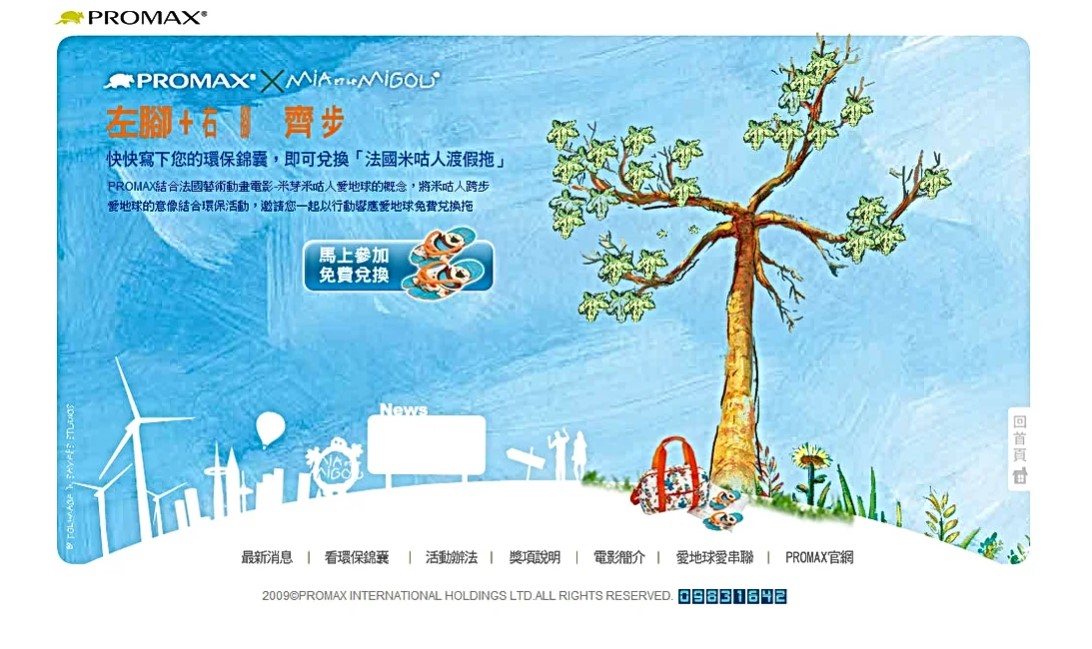 PROMAX®
PROMAX® X MIA ET LE MIGOU®
左腳+右腳 齊步
快快寫下您的環保錦囊，即可兌換「法國米咕人渡假拖」
PROMAX結合法國藝術動畫電影-米芽米咕人愛地球的概念，將米咕人跨步
愛地球的意像結合環保活動，邀請您一起以行動響應愛地球免費兌換拖
馬上參加
免費兌換
News
MIA ET LE MIGOU
回首頁
最新消息 | 看環保錦囊 | 活動辦法 | 獎項說明 | 電影簡介 | 愛地球愛串聯 | PROMAX官網
2009©PROMAX INTERNATIONAL HOLDINGS LTD.ALL RIGHTS RESERVED. 09831642